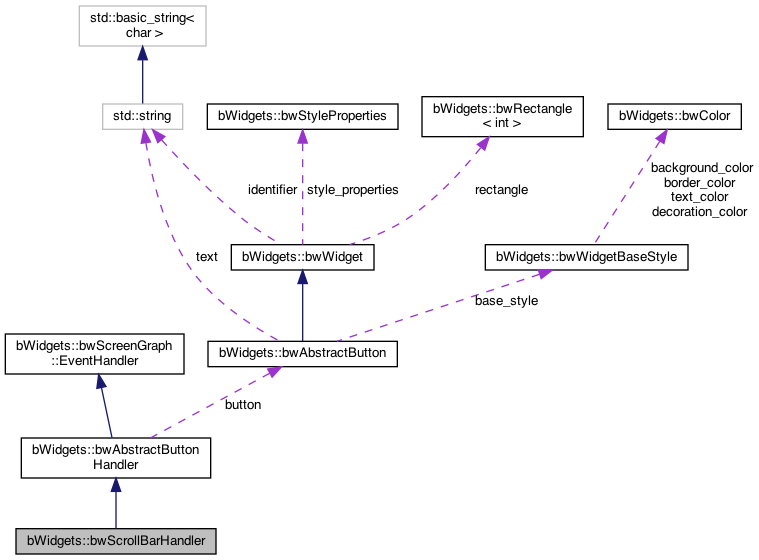 std::basic_string<
char >
std::string
bWidgets::bwStyleProperties
bWidgets::bwRectangle
< int >
bWidgets::bwColor
background_color
border_color
text_color
decoration_color
identifier
style_properties
rectangle
text
bWidgets::bwWidget
bWidgets::bwWidgetBaseStyle
base_style
bWidgets::bwScreenGraph
::EventHandler
bWidgets::bwAbstractButton
button
bWidgets::bwAbstractButton
Handler
bWidgets::bwScrollBarHandler